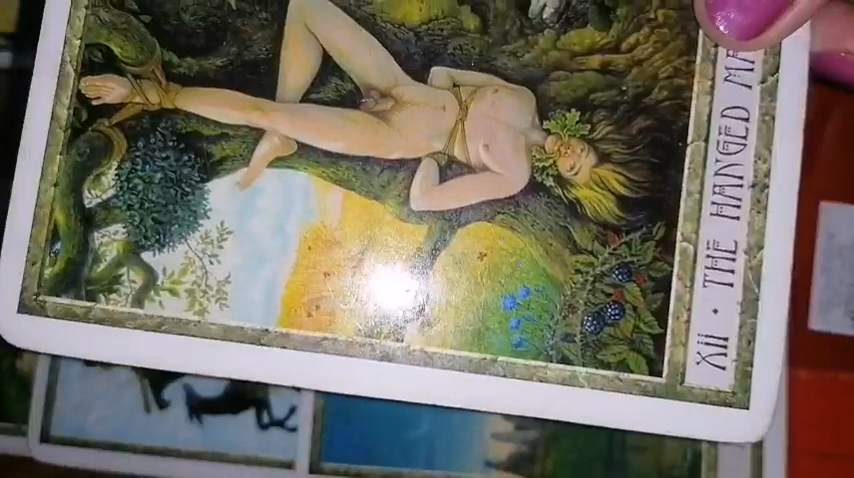 XII • THE HANGED MA